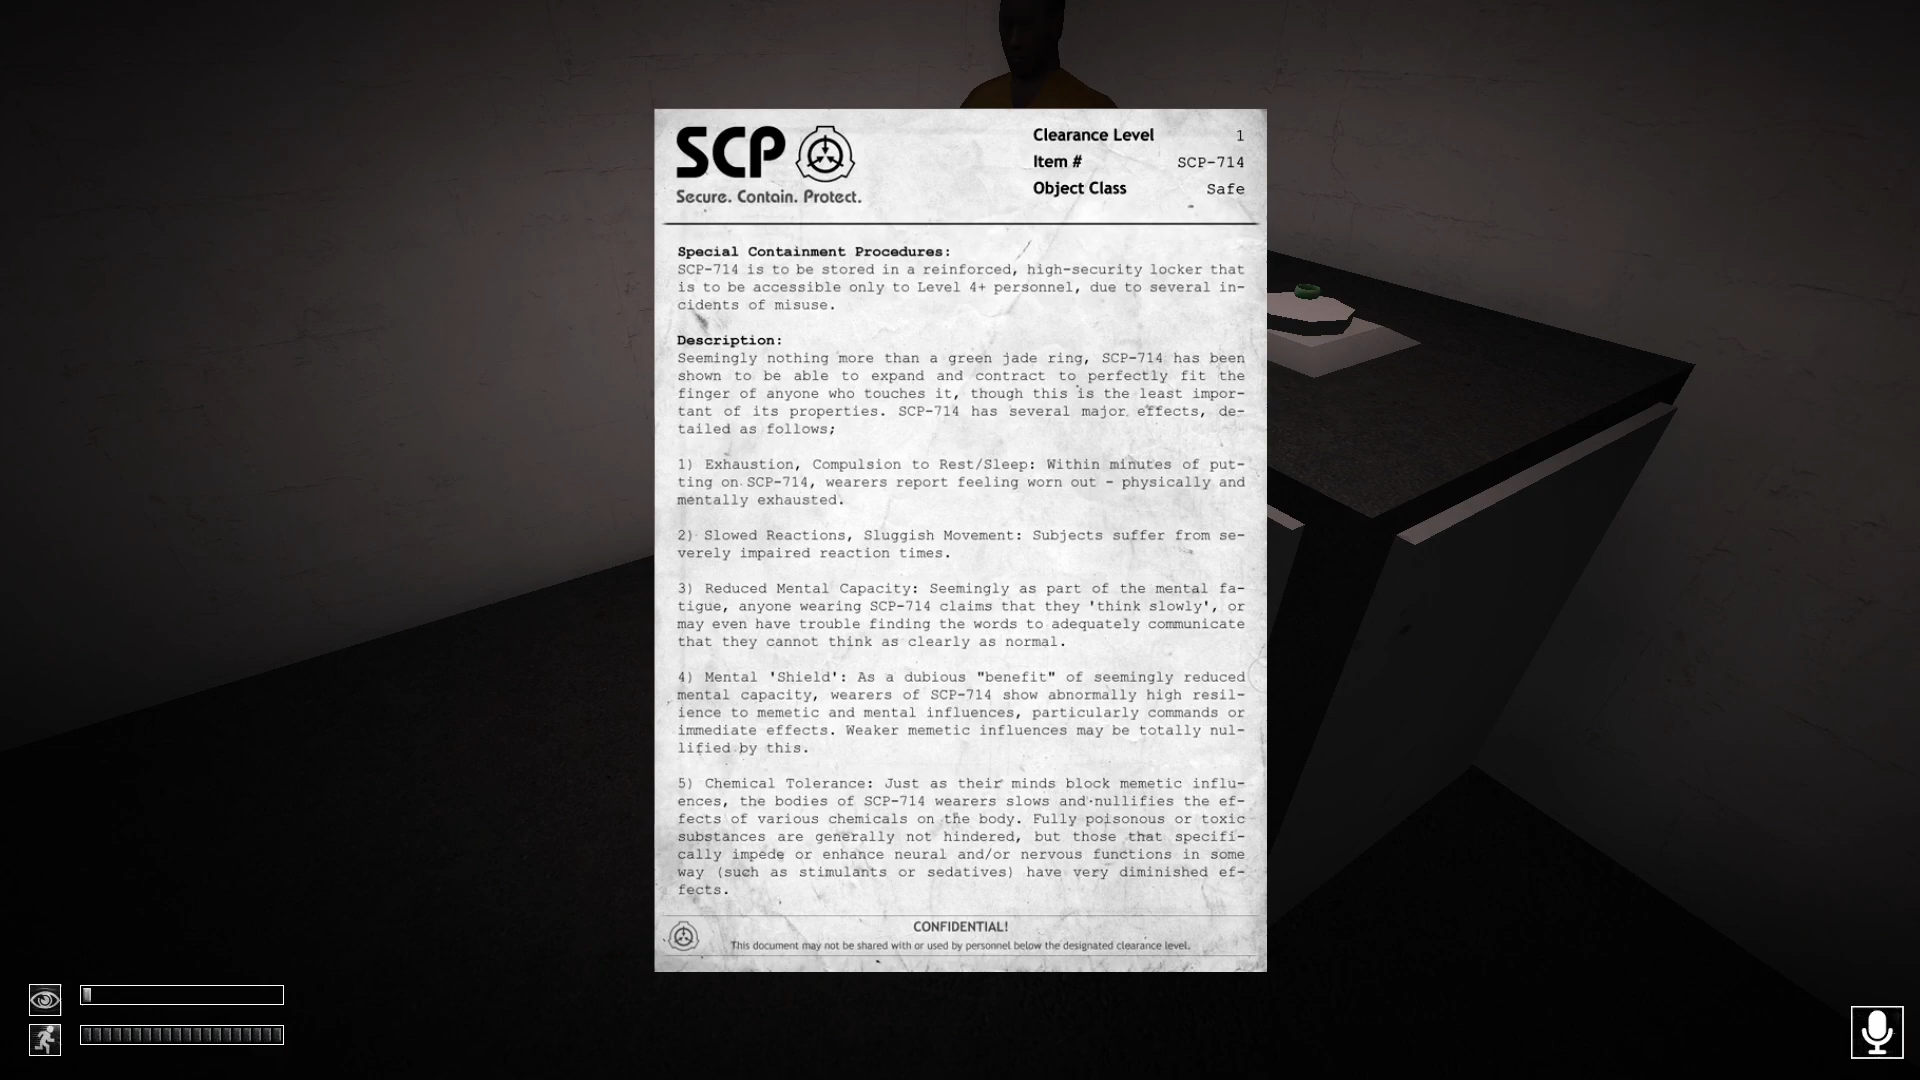 SCP
Secure. Contain. Protect.
Clearance Level 1
Item # SCP-714
Object Class Safe
Special Containment Procedures:
SCP-714 is to be stored in a reinforced, high-security locker that
is to be accessible only to Level 4+ personnel, due to several in-
cidents of misuse.
Description:
Seemingly nothing more than a green jade ring, SCP-714 has been
shown to be able to expand and contract to perfectly fit the
finger of anyone who touches it, though this is the least impor-
tant of its properties. SCP-714 has several major effects, de-
tailed as follows;
1) Exhaustion, Compulsion to Rest/Sleep: Within minutes of put-
ting on SCP-714, wearers report feeling worn out - physically and
mentally exhausted.
2) Slowed Reactions, Sluggish Movement: Subjects suffer from se-
verely impaired reaction times.
3) Reduced Mental Capacity: Seemingly as part of the mental fa-
tigue, anyone wearing SCP-714 claims that they 'think slowly', or
may even have trouble finding the words to adequately communicate
that they cannot think as clearly as normal.
4) Mental 'Shield': As a dubious "benefit" of seemingly reduced
mental capacity, wearers of SCP-714 show abnormally high resil-
ience to memetic and mental influences, particularly commands or
immediate effects. Weaker memetic influences may be totally nul-
lified by this.
5) Chemical Tolerance: Just as their minds block memetic influ-
ences, the bodies of SCP-714 wearers slows and nullifies the ef-
fects of various chemicals on the body. Fully poisonous or toxic
substances are generally not hindered, but those that specifi-
cally impede or enhance neural and/or nervous functions in some
way (such as stimulants or sedatives) have very diminished ef-
fects.
CONFIDENTIAL!
This document may not be shared with or used by personnel below the designated clearance level.